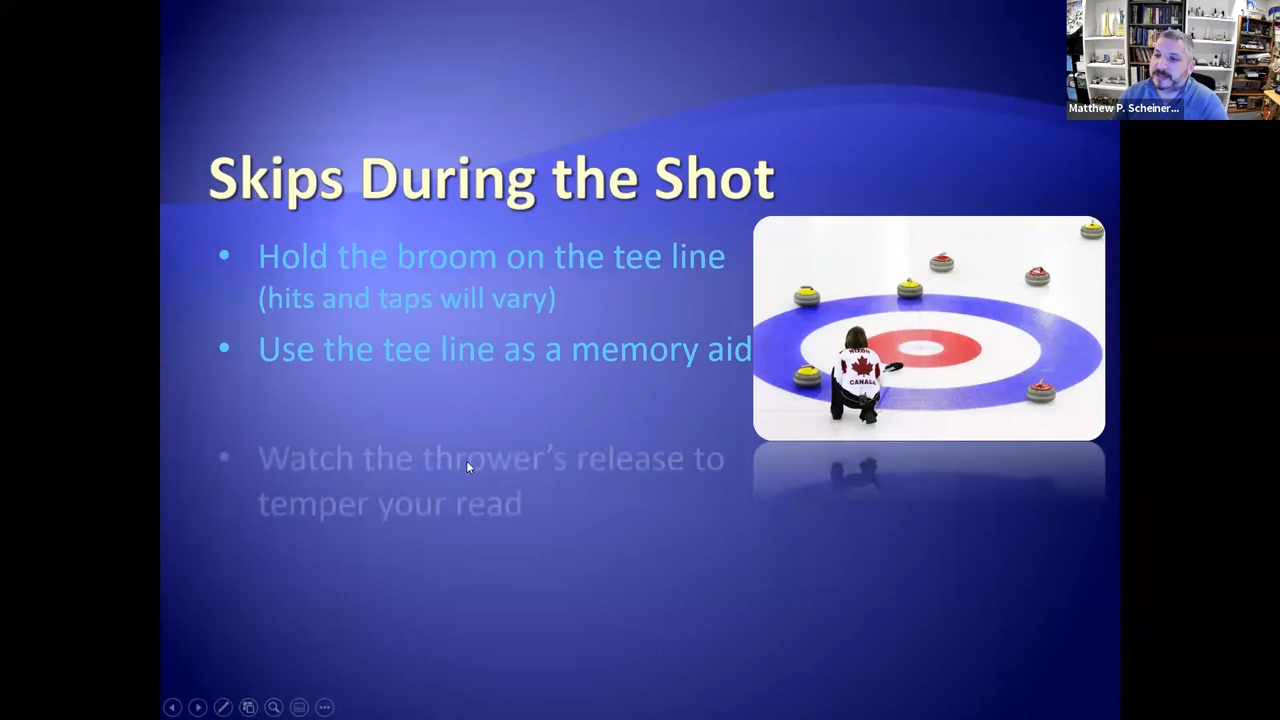 Matthew P. Scheiner...
Skips During the Shot
• Hold the broom on the tee line
(hits and taps will vary)
• Use the tee line as a memory aid
• Watch the thrower's release to
temper your read
NIXON
CANADA